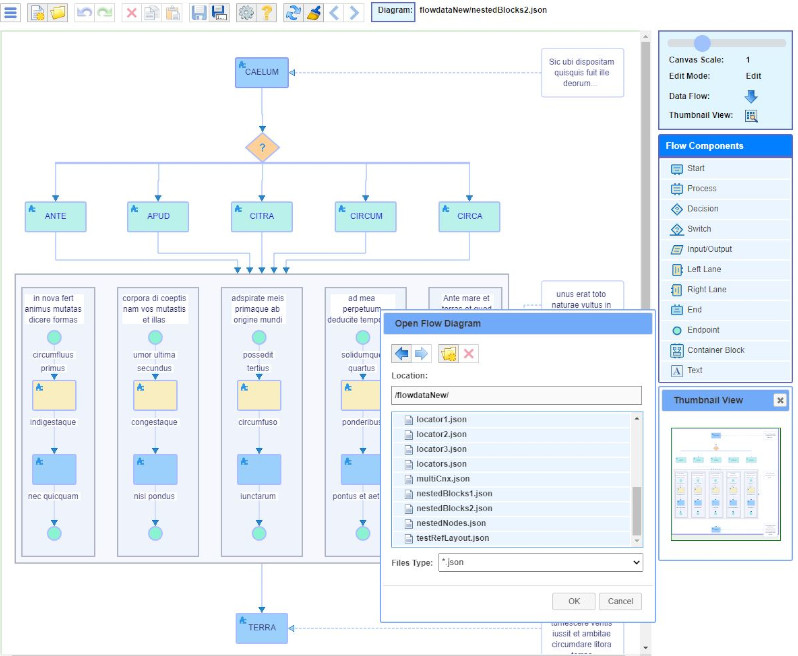 Diagram: flowdataNew/nestedBlocks2.json
CAELUM
Sic ubi dispositam
quisquis fuit ille
deorum...
?
ANTE
APUD
CITRA
CIRCUM
CIRCA
in nova fert
animus mutatas
dicere formas
circumfluus
primus
indigestaque
nec quicquam
corpora di coeptis
nam vos mutastis
et illas
umor ultima
secundus
congestaque
nisi pondus
adspirate meis
primaque ab
origine mundi
possedit
tertius
circumfuso
iunctarum
ad mea
perpetuum
deducite
solidumque
quartus
ponderibus
pontus et
Ante mare et
unus erat toto
naturae vultus in
TERRA
iussit et ambitae
circumdare litora
Open Flow Diagram
Location:
/flowdataNew/
locator1.json
locator2.json
locator3.json
locators.json
multiCnx.json
nestedBlocks1.json
nestedBlocks2.json
nestedNodes.json
testRefLayout.json
Files Type: *.json
OK Cancel
Canvas Scale: 1
Edit Mode: Edit
Data Flow:
Thumbnail View:
Flow Components
Start
Process
Decision
Switch
Input/Output
Left Lane
Right Lane
End
Endpoint
Container Block
A Text
Thumbnail View